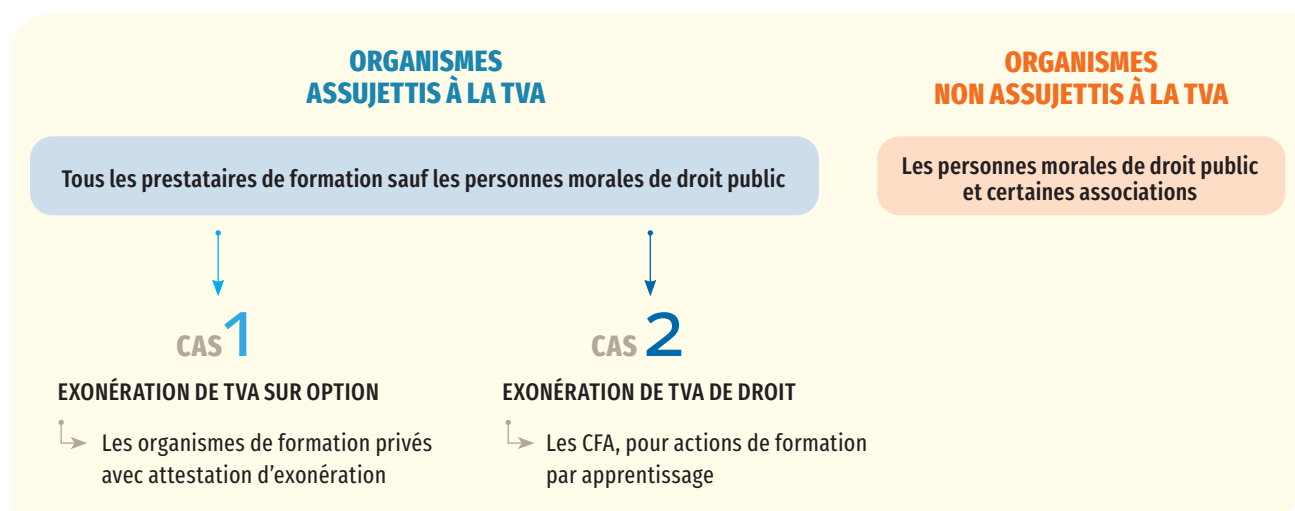 ORGANISMES
ASSUJETTIS À LA TVA
Tous les prestataires de formation sauf les personnes morales de droit public
CAS 1
EXONÉRATION DE TVA SUR OPTION
Les organismes de formation privés
avec attestation d'exonération
CAS 2
EXONÉRATION DE TVA DE DROIT
Les CFA, pour actions de formation
par apprentissage
ORGANISMES
NON ASSUJETTIS À LA TVA
Les personnes morales de droit public
et certaines associations